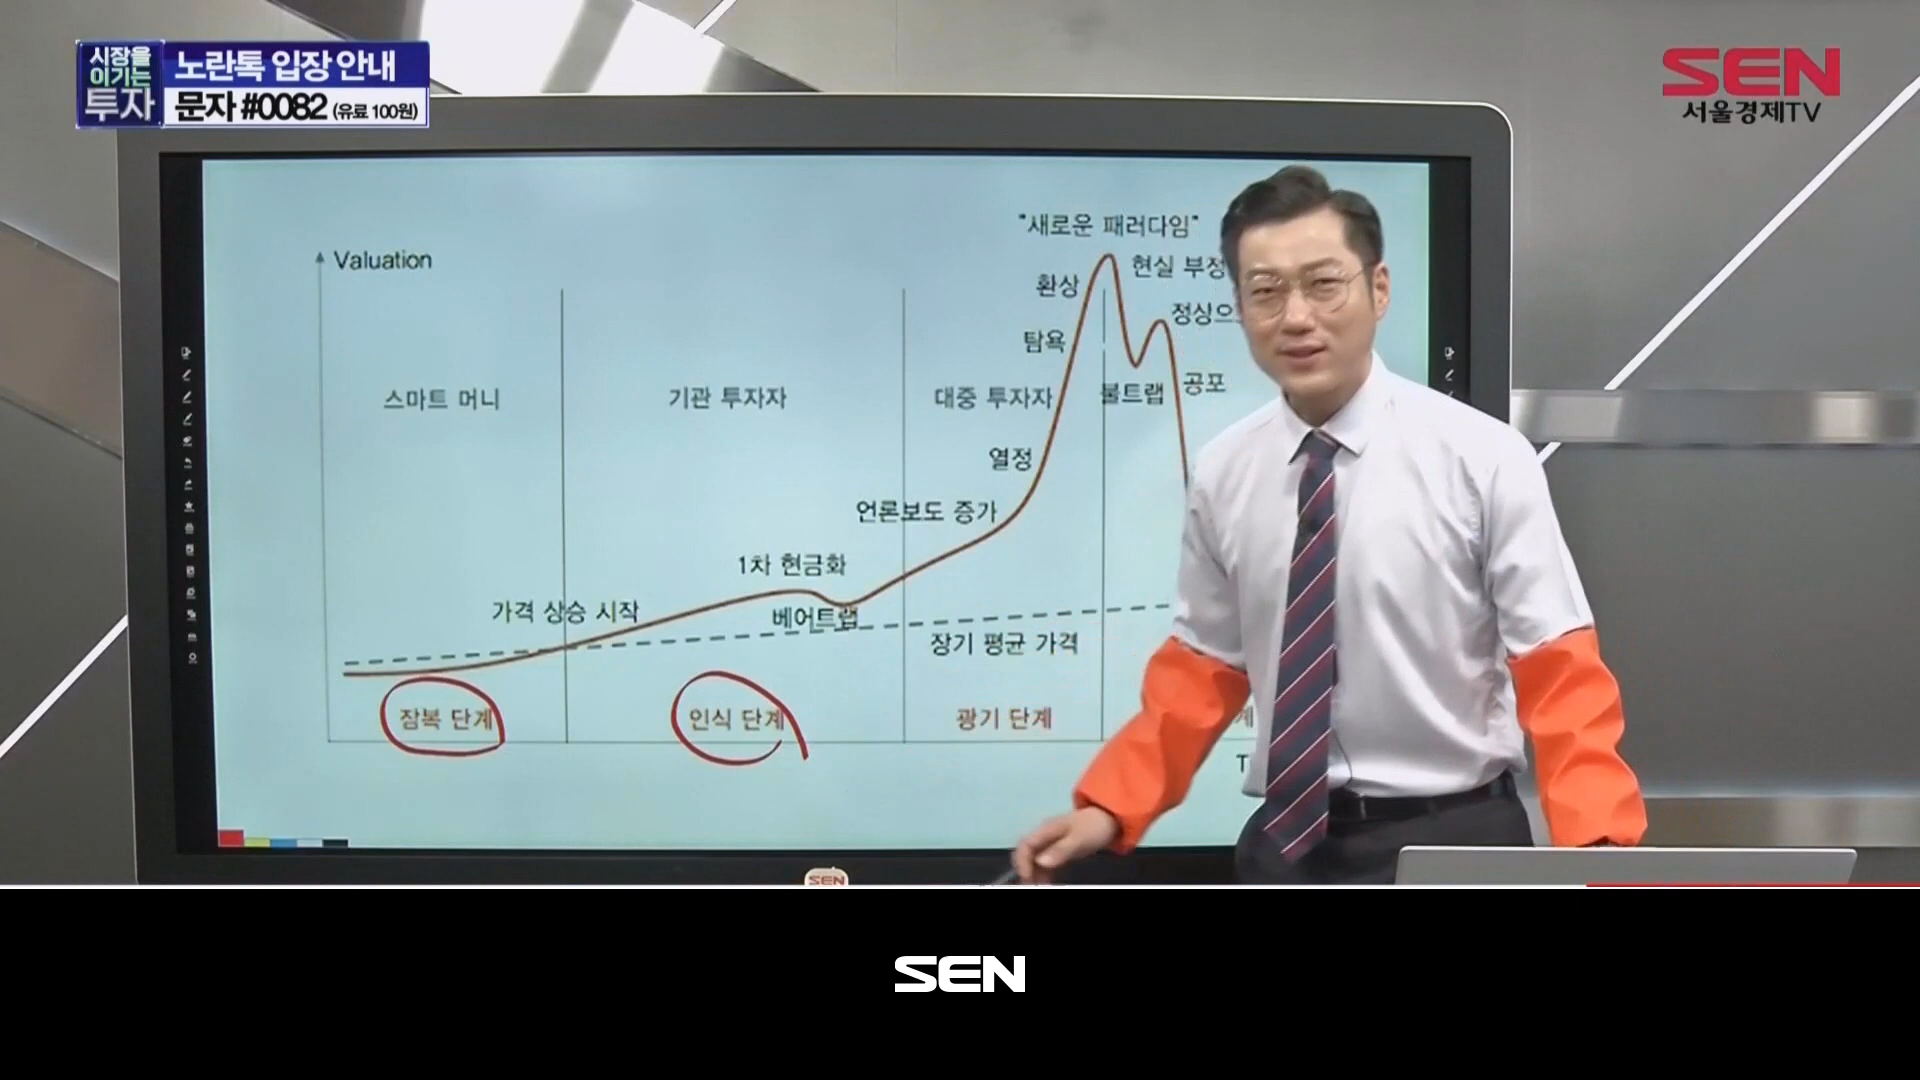 시장을
이기는
투자
노란톡 입장 안내
문자 #0082 (유료 100원)
SEN
서울경제TV
Valuation
"새로운 패러다임"
환상
현실 부정
탐욕
정상으
스마트 머니
기관 투자자
대중 투자자
불트랩
공포
열정
언론보도 증가
1차 현금화
가격 상승 시작
베어트랩
장기 평균 가격
잠복 단계
인식 단계
광기 단계
계
T
SEN
SEN